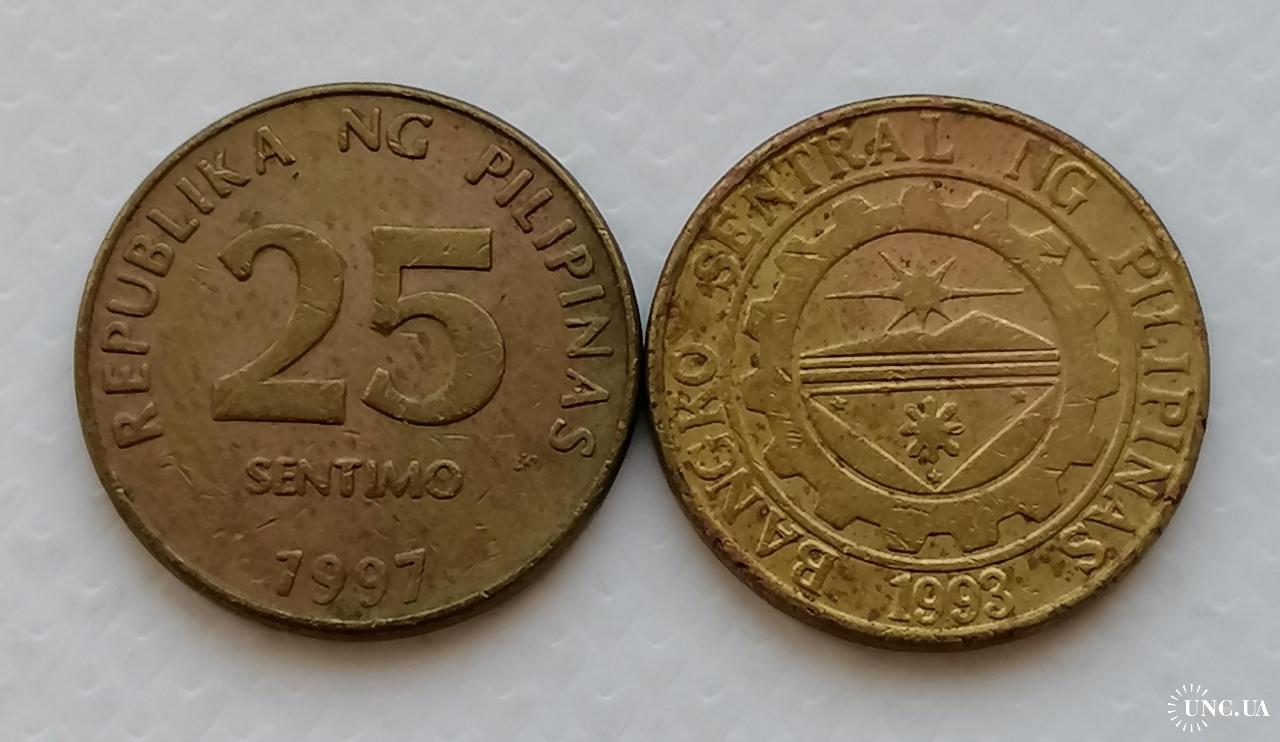 REPUBLIKA NG PILIPINAS
25
SENTIMO
1997
BANGKO SENTRAL NG PILIPINAS
1993
UNC.UA